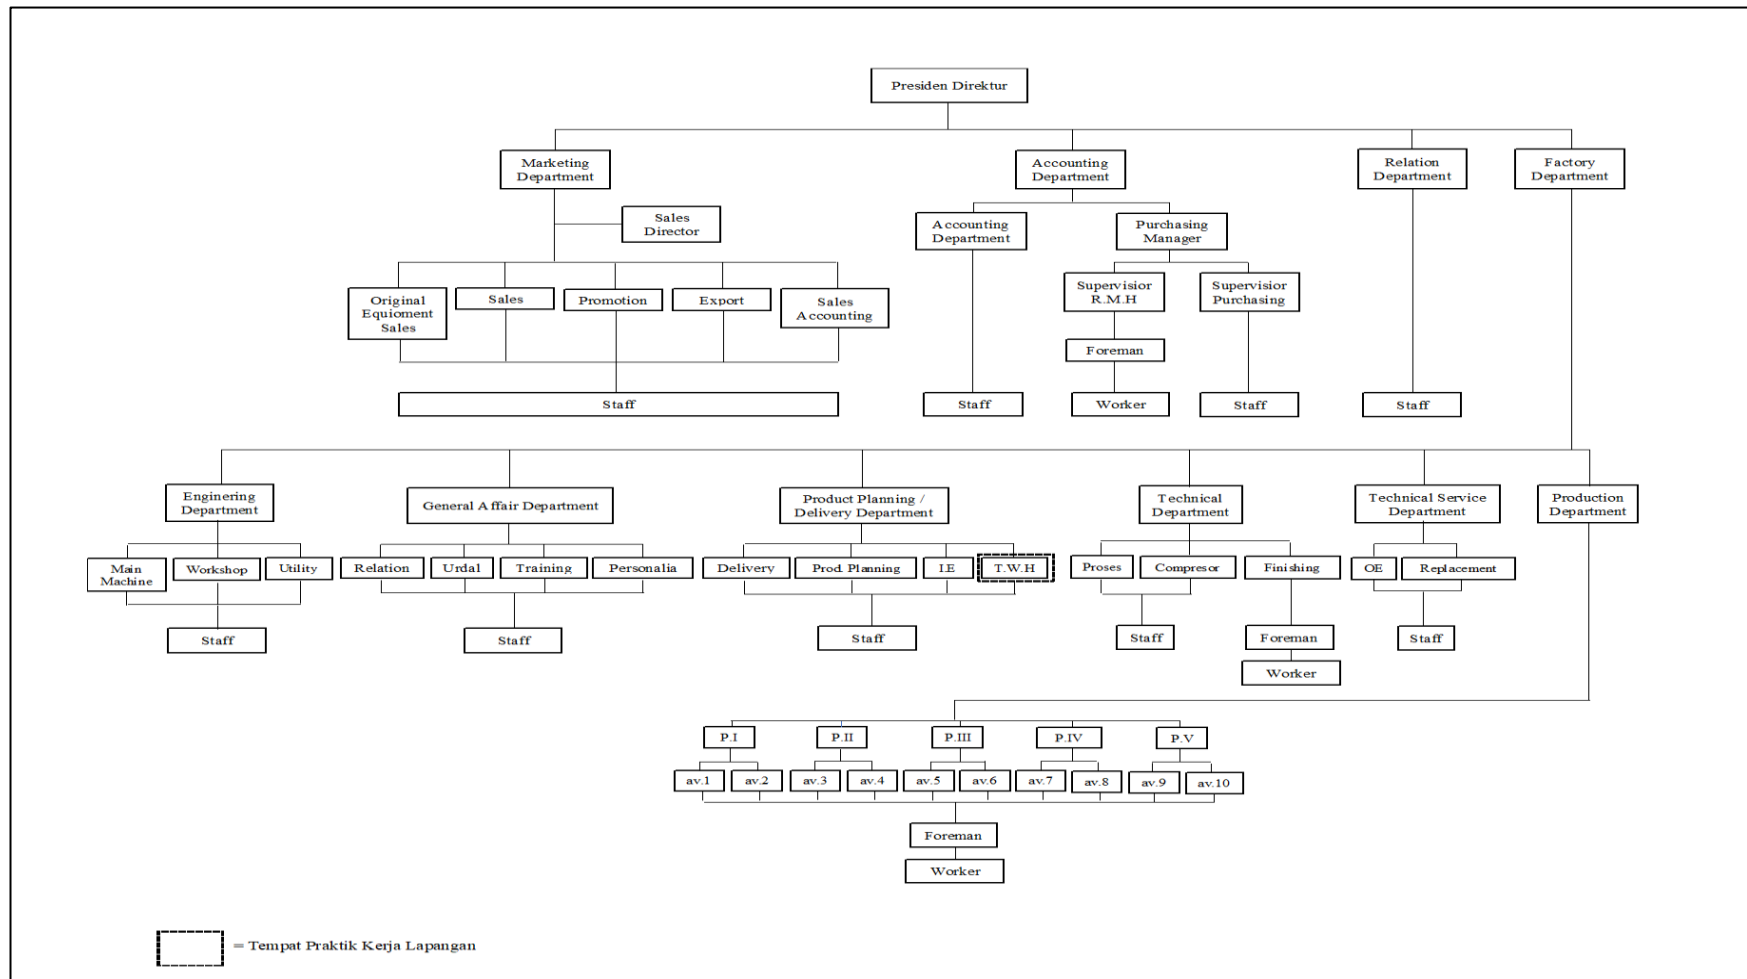 Presiden Direktur
Marketing
Department
Accounting
Department
Relation
Department
Factory
Department
Sales
Director
Accounting
Department
Purchasing
Manager
Original
Equioment
Sales
Sales
Promotion
Export
Sales
Accounting
Supervisior
R.M.H
Supervisior
Purchasing
Foreman
Staff
Staff
Worker
Staff
Staff
Enginering
Department
General Affair Department
Product Planning /
Delivery Department
Technical
Department
Technical Service
Department
Production
Department
Main
Machine
Workshop
Utility
Relation
Urdal
Training
Personalia
Delivery
Prod. Planning
I.E
T.W.H
Proses
Compresor
Finishing
OE
Replacement
Staff
Staff
Staff
Staff
Foreman
Staff
Worker
P.I
P.II
P.III
P.IV
P.V
av.1
av.2
av.3
av.4
av.5
av.6
av.7
av.8
av.9
av.10
Foreman
Worker
= Tempat Praktik Kerja Lapangan